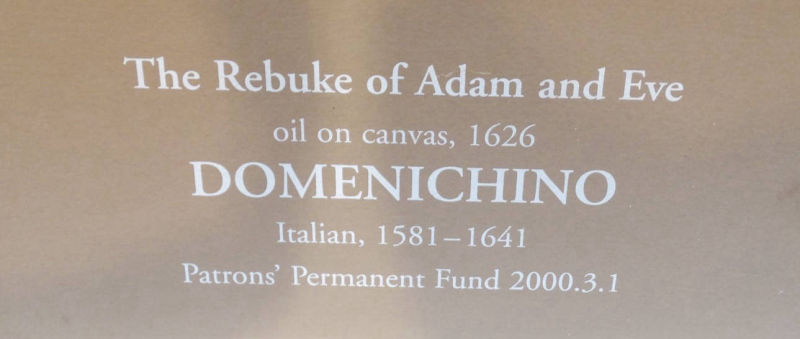 The Rebuke of Adam and Eve
oil on canvas, 1626
DOMENICHINO
Italian, 1581–1641
Patrons’ Permanent Fund 2000.3.1